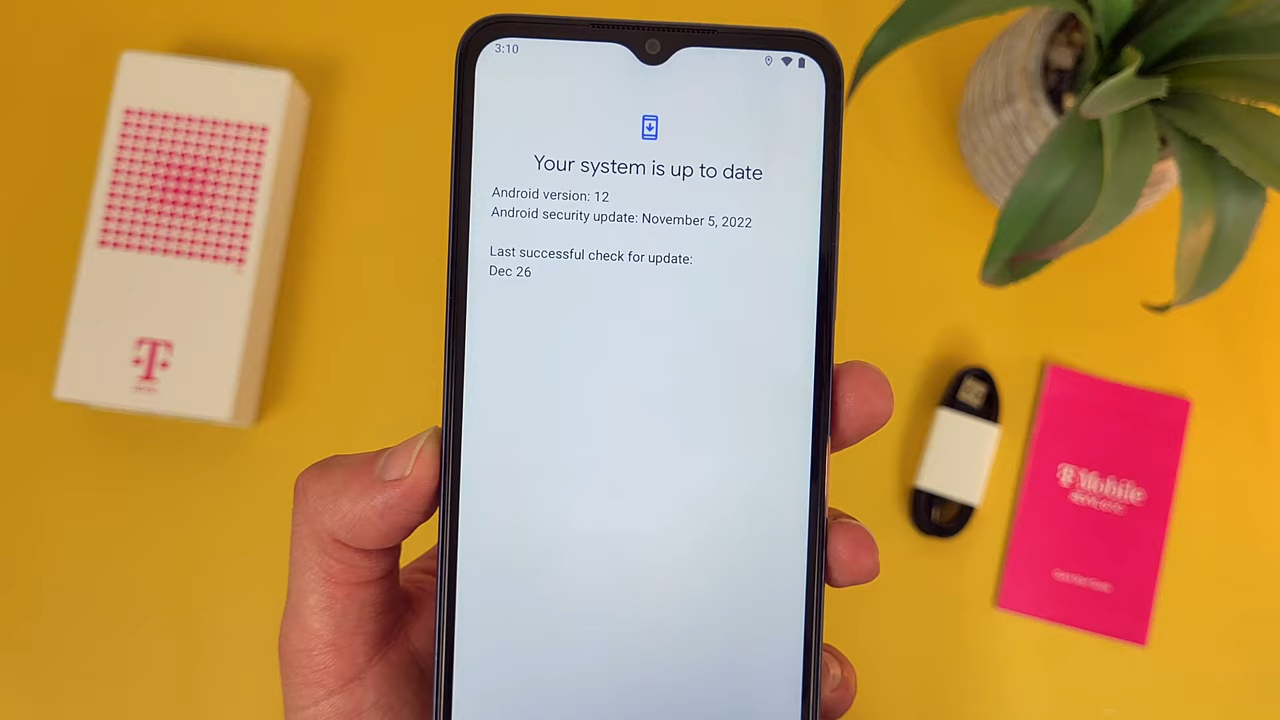 3:10
Your system is up to date
Android version: 12
Android security update: November 5, 2022
Last successful check for update:
Dec 26
T
T Mobile